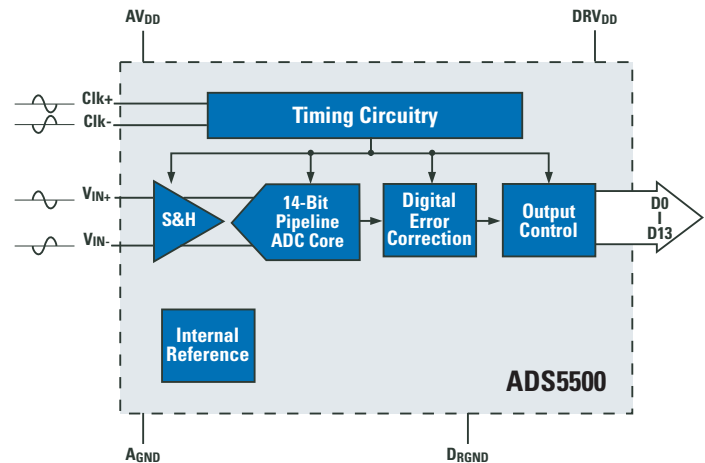 AVDD
DRVDD
Clk+
Clk-
Timing Circuitry
VIN+
VIN-
S&H
14-Bit
Pipeline
ADC Core
Digital
Error
Correction
Output
Control
D0
I
D13
Internal
Reference
ADS5500
AGND
DRGND